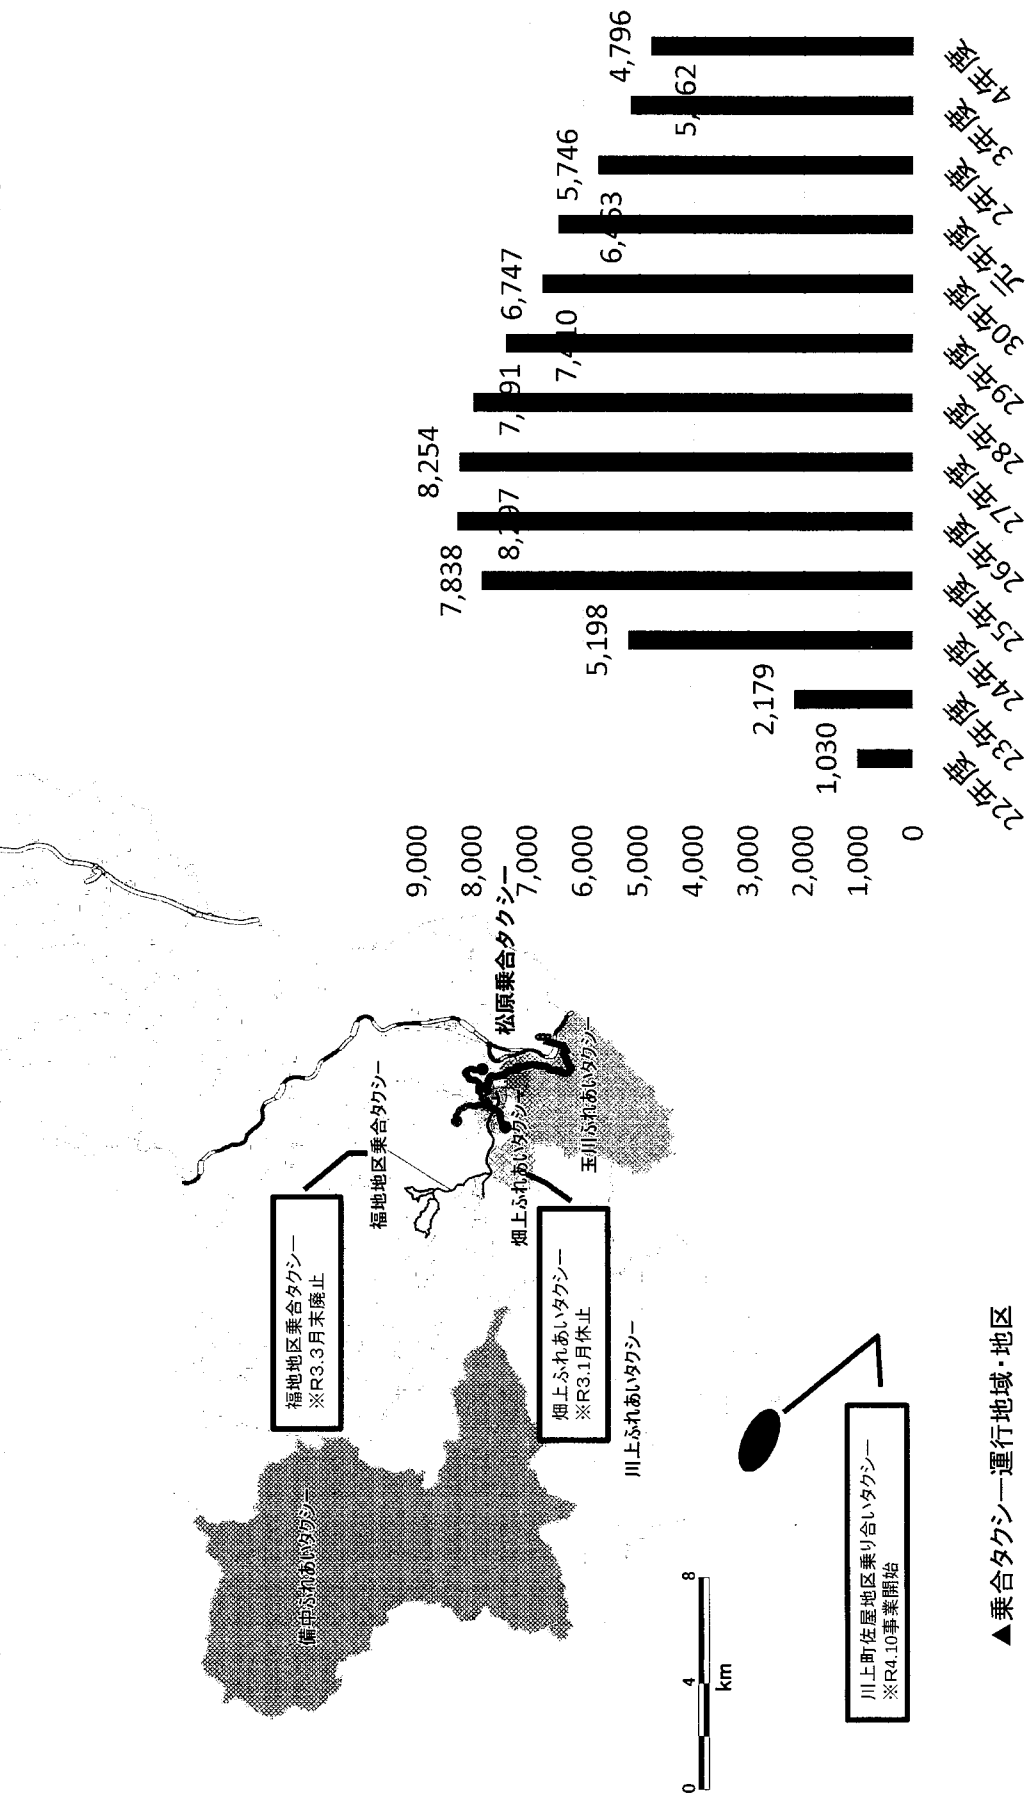 備中ふれあいタクシー
福地地区乗合タクシー
※R3.3月末廃止
福地地区乗合タクシー
畑上ふれあいタクシー
※R3.1月休止
畑上ふれあいタクシー
松原乗合タクシー
玉川ふれあいタクシー
川上ふれあいタクシー
川上町佐屋地区乗り合いタクシー
※R4.10事業開始
0 4 8
km
▲乗合タクシー運行地域・地区
9,000
8,000
7,000
6,000
5,000
4,000
3,000
2,000
1,000
0
1,030
2,179
5,198
7,838
8,254
6,747
5,746
4,796
22年度
23年度
24年度
25年度
26年度
27年度
28年度
29年度
30年度
元年度
2年度
3年度
4年度